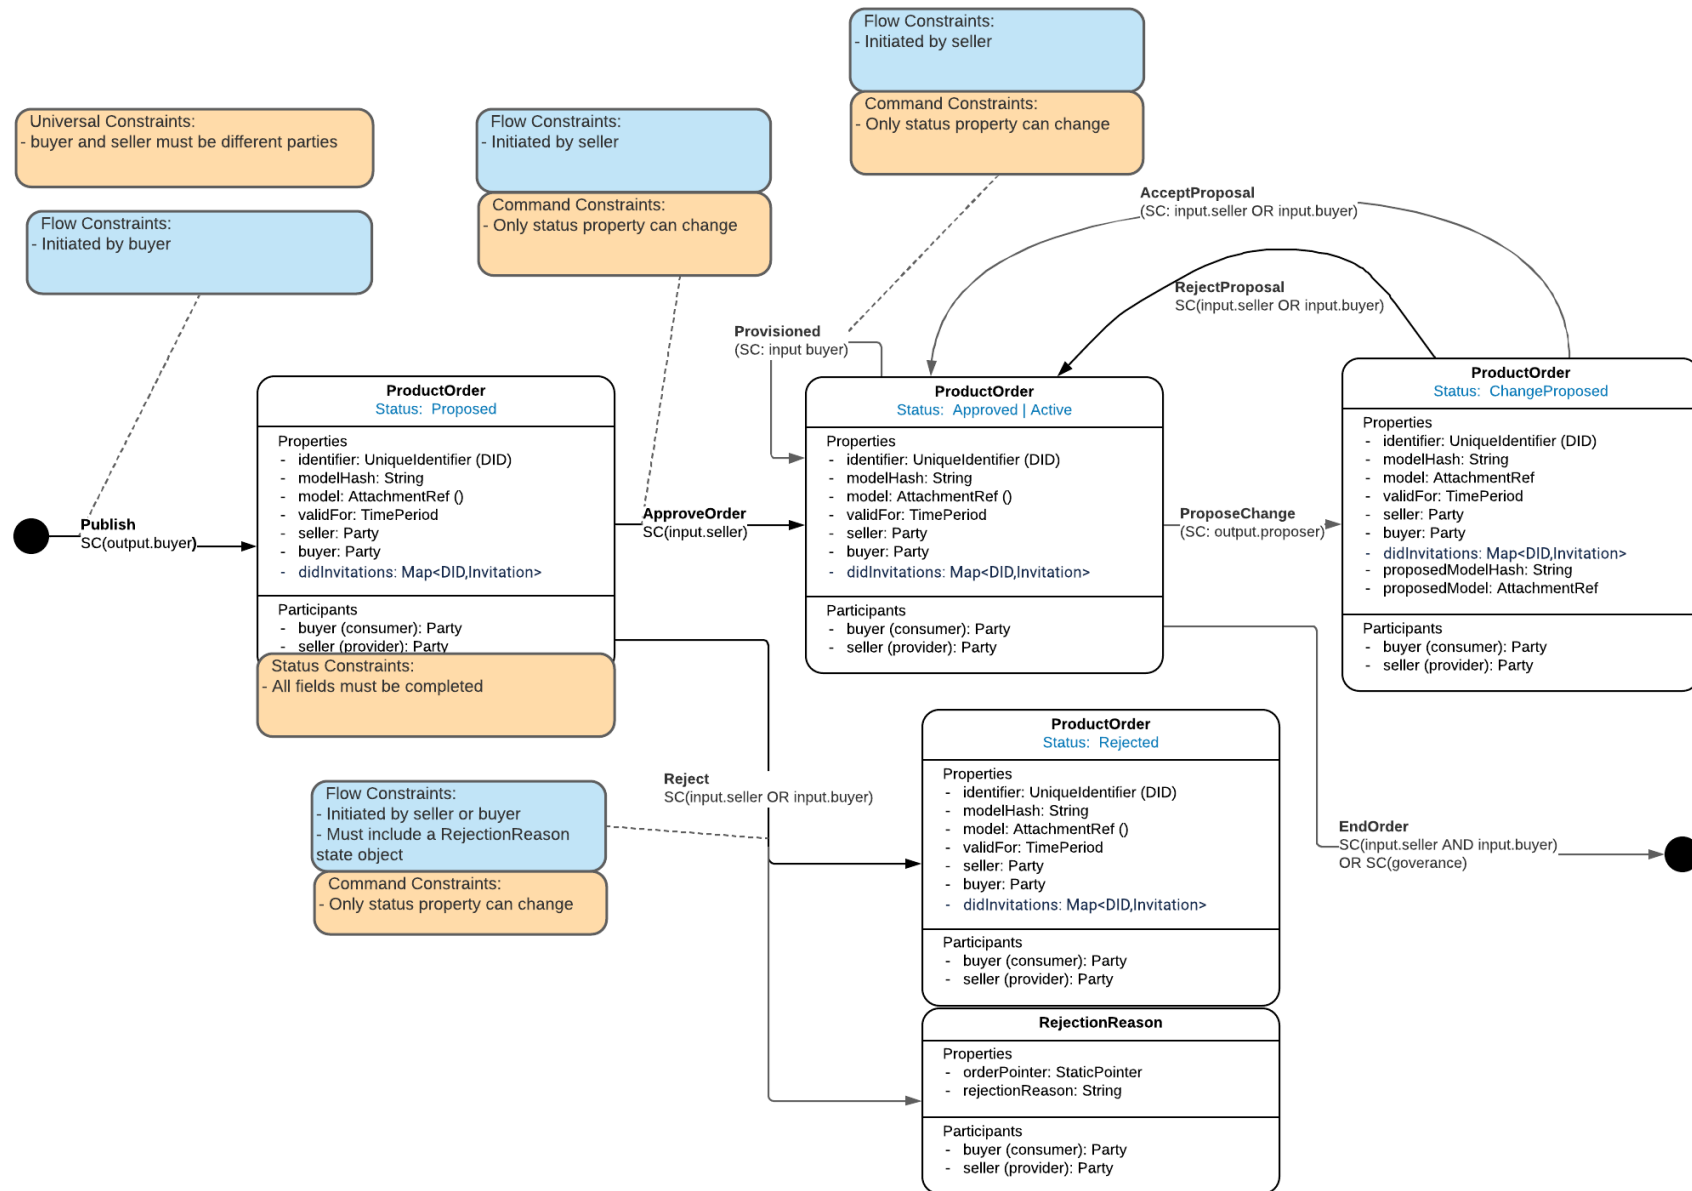 Flow Constraints:
- Initiated by seller
Command Constraints:
- Only status property can change
Universal Constraints:
- buyer and seller must be different parties
Flow Constraints:
- Initiated by seller
Command Constraints:
- Only status property can change
Flow Constraints:
- Initiated by buyer
AcceptProposal
(SC: input.seller OR input.buyer)
RejectProposal
SC(input.seller OR input.buyer)
Provisioned
(SC: input buyer)
Publish
SC(output.buyer)
ProductOrder
Status: Proposed
Properties
- identifier: UniqueIdentifier (DID)
- modelHash: String
- model: AttachmentRef ()
- validFor: TimePeriod
- seller: Party
- buyer: Party
- didInvitations: Map<DID,Invitation>
Participants
- buyer (consumer): Party
- seller (provider): Party
Status Constraints:
- All fields must be completed
ApproveOrder
SC(input.seller)
ProductOrder
Status: Approved | Active
Properties
- identifier: UniqueIdentifier (DID)
- modelHash: String
- model: AttachmentRef ()
- validFor: TimePeriod
- seller: Party
- buyer: Party
- didInvitations: Map<DID,Invitation>
Participants
- buyer (consumer): Party
- seller (provider): Party
ProposeChange
(SC: output.proposer)
ProductOrder
Status: ChangeProposed
Properties
- identifier: UniqueIdentifier (DID)
- modelHash: String
- model: AttachmentRef
- validFor: TimePeriod
- seller: Party
- buyer: Party
- didInvitations: Map<DID,Invitation>
- proposedModelHash: String
- proposedModel: AttachmentRef
Participants
- buyer (consumer): Party
- seller (provider): Party
Reject
SC(input.seller OR input.buyer)
Flow Constraints:
- Initiated by seller or buyer
- Must include a RejectionReason
state object
Command Constraints:
- Only status property can change
ProductOrder
Status: Rejected
Properties
- identifier: UniqueIdentifier (DID)
- modelHash: String
- model: AttachmentRef ()
- validFor: TimePeriod
- seller: Party
- buyer: Party
- didInvitations: Map<DID,Invitation>
Participants
- buyer (consumer): Party
- seller (provider): Party
EndOrder
SC(input.seller AND input.buyer)
OR SC(goverance)
RejectionReason
Properties
- orderPointer: StaticPointer
- rejectionReason: String
Participants
- buyer (consumer): Party
- seller (provider): Party